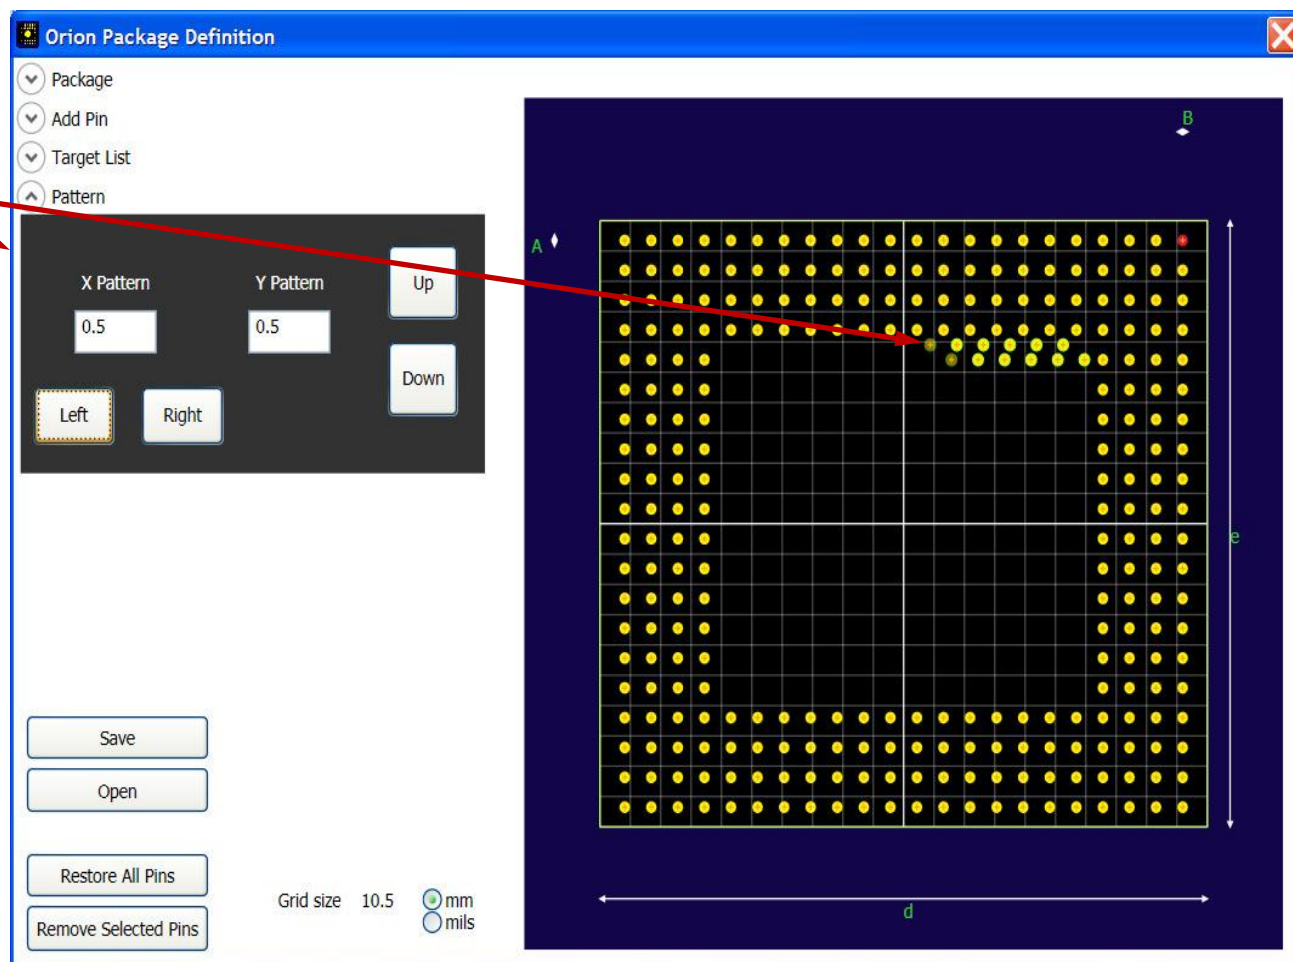 Orion Package Definition
Package
Add Pin
Target List
Pattern
X Pattern
Y Pattern
0.5
0.5
Up
Down
Left
Right
Save
Open
Restore All Pins
Remove Selected Pins
Grid size 10.5
mm
mils
A
B
e
d